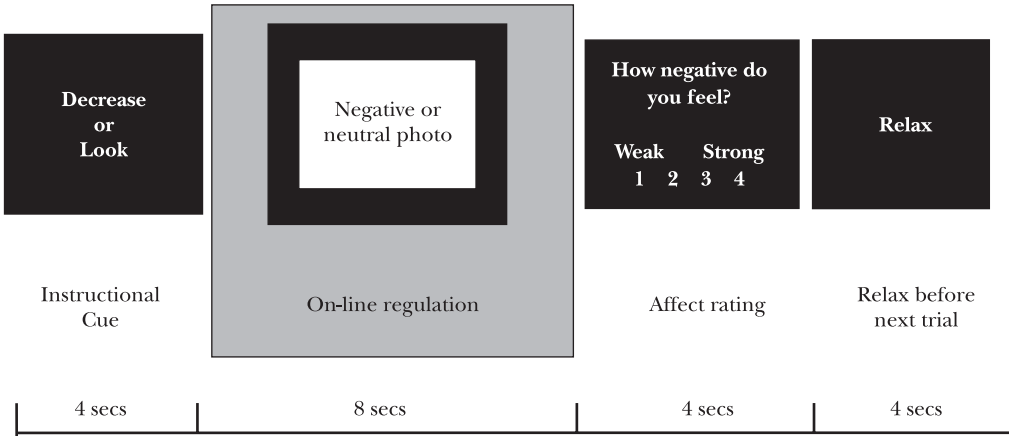 Decrease
or
Look
Negative or
neutral photo
How negative do
you feel?
Weak Strong
1 2 3 4
Relax
Instructional
Cue
On-line regulation
Affect rating
Relax before
next trial
4 secs
8 secs
4 secs
4 secs